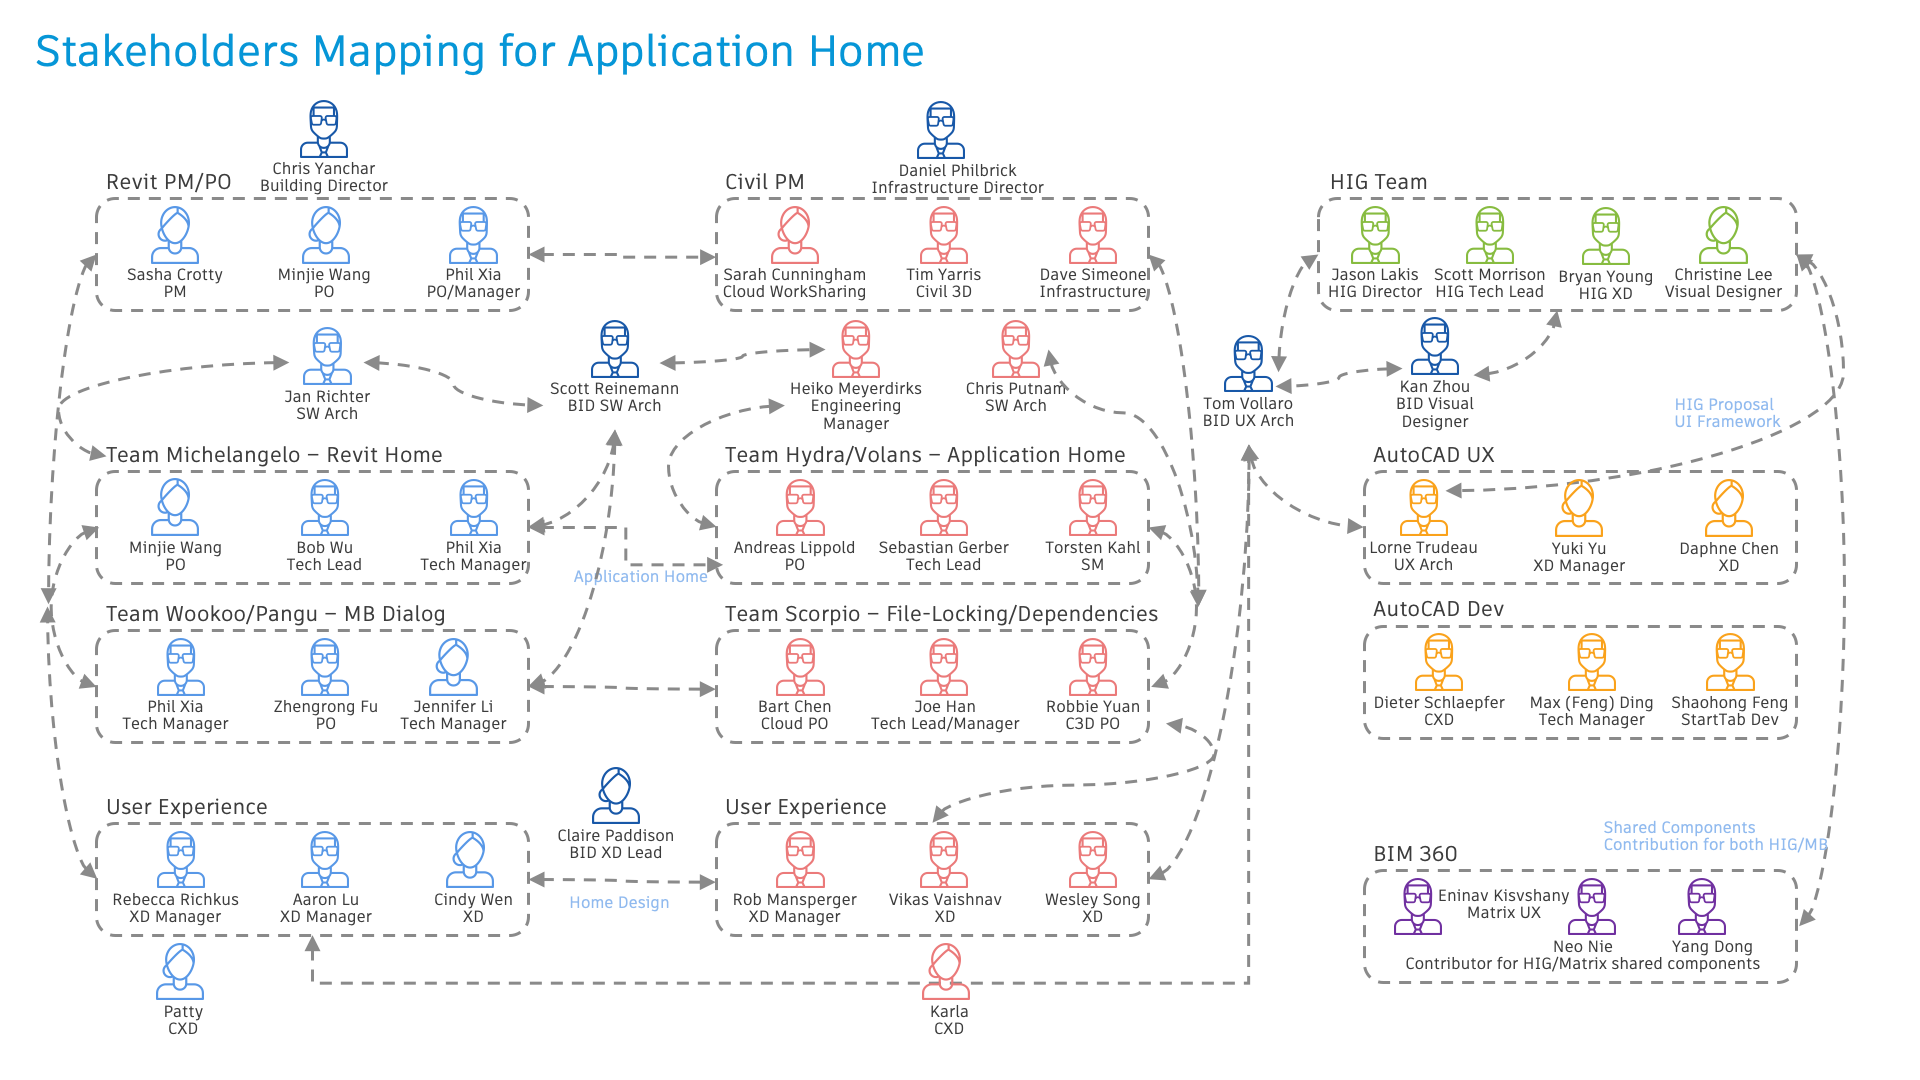 Stakeholders Mapping for Application Home
Chris Yanchar
Building Director
Daniel Philbrick
Infrastructure Director
Revit PM/PO
Civil PM
HIG Team
Sasha Crotty
PM
Minjie Wang
PO
Phil Xia
PO/Manager
Sarah Cunningham
Cloud WorkSharing
Tim Yarris
Civil 3D
Dave Simeone
Infrastructure
Jason Lakis
HIG Director
Scott Morrison
HIG Tech Lead
Bryan Young
HIG XD
Christine Lee
Visual Designer
Jan Richter
SW Arch
Scott Reinemann
BID SW Arch
Heiko Meyerdirks
Engineering
Manager
Chris Putnam
SW Arch
Tom Vollaro
BID UX Arch
Kan Zhou
BID Visual
Designer
HIG Proposal
UI Framework
Team Michelangelo – Revit Home
Team Hydra/Volans – Application Home
AutoCAD UX
Minjie Wang
PO
Bob Wu
Tech Lead
Phil Xia
Tech Manager
Application Home
Andreas Lippold
PO
Sebastian Gerber
Tech Lead
Torsten Kahl
SM
Lorne Trudeau
UX Arch
Yuki Yu
XD Manager
Daphne Chen
XD
Team Wookoo/Pangu – MB Dialog
Team Scorpio – File-Locking/Dependencies
AutoCAD Dev
Phil Xia
Tech Manager
Zhengrong Fu
PO
Jennifer Li
Tech Manager
Bart Chen
Cloud PO
Joe Han
Tech Lead/Manager
Robbie Yuan
C3D PO
Dieter Schlaepfer
CXD
Max (Feng) Ding
Tech Manager
Shaohong Feng
StartTab Dev
User Experience
Claire Paddison
BID XD Lead
User Experience
Shared Components
Contribution for both HIG/MB
BIM 360
Rebecca Richkus
XD Manager
Aaron Lu
XD Manager
Cindy Wen
XD
Home Design
Rob Mansperger
XD Manager
Vikas Vaishnav
XD
Wesley Song
XD
Eninav Kisvshany
Matrix UX
Neo Nie
Yang Dong
Contributor for HIG/Matrix shared components
Patty
CXD
Karla
CXD